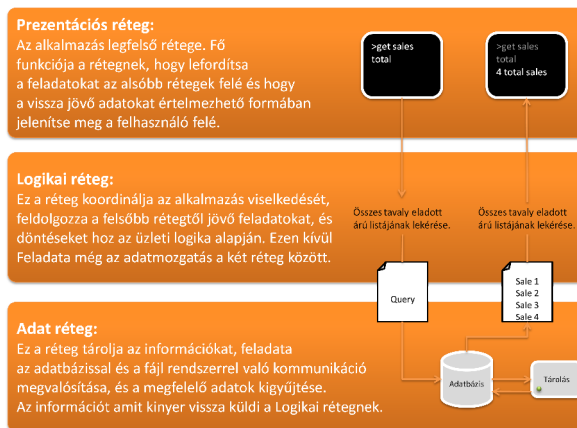 Prezentációs réteg:
Az alkalmazás legfelső rétege. Fő
funkciója a rétegnek, hogy lefordítsa
a feladatokat az alsóbb rétegek felé és hogy
a vissza jövő adatokat értelmezhető formában
jelenítse meg a felhasználó felé.
>get sales
total
>get sales
total
4 total sales
Logikai réteg:
Ez a réteg koordinálja az alkalmazás viselkedését,
feldolgozza a felsőbb rétegtől jövő feladatokat, és
döntéseket hoz az üzleti logika alapján. Ezen kívül
Feladata még az adatmozgatás a két réteg között.
Összes tavaly eladott
árú listájának lekérése.
Összes tavaly eladott
árú listájának lekérése.
Query
Sale 1
Sale 2
Sale 3
Sale 4
Adat réteg:
Ez a réteg tárolja az információkat, feladata
az adatbázissal és a fájl rendszerrel való kommunikáció
megvalósítása, és a megfelelő adatok kigyűjtése.
Az információt amit kinyer vissza küldi a Logikai rétegnek.
Adatbázis
Tárolás